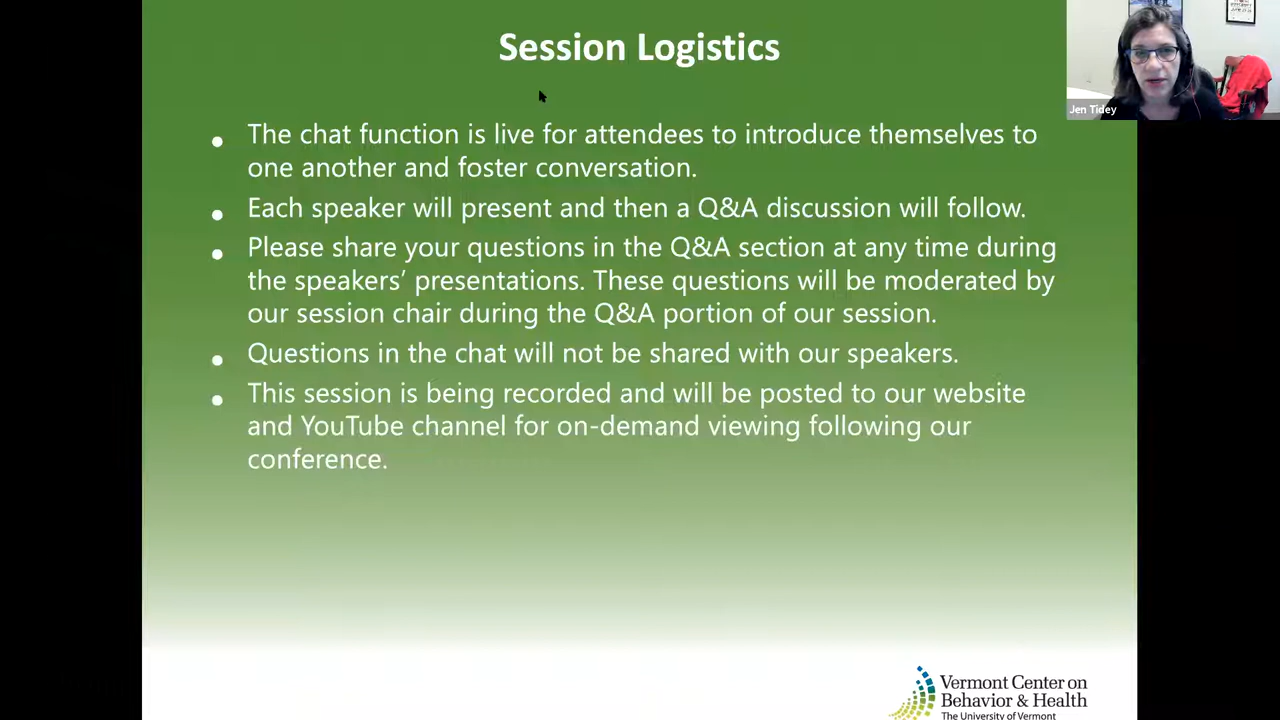 Session Logistics
Jen Tidey
• The chat function is live for attendees to introduce themselves to
one another and foster conversation.
• Each speaker will present and then a Q&A discussion will follow.
• Please share your questions in the Q&A section at any time during
the speakers’ presentations. These questions will be moderated by
our session chair during the Q&A portion of our session.
• Questions in the chat will not be shared with our speakers.
• This session is being recorded and will be posted to our website
and YouTube channel for on-demand viewing following our
conference.
Vermont Center on
Behavior & Health
The University of Vermont